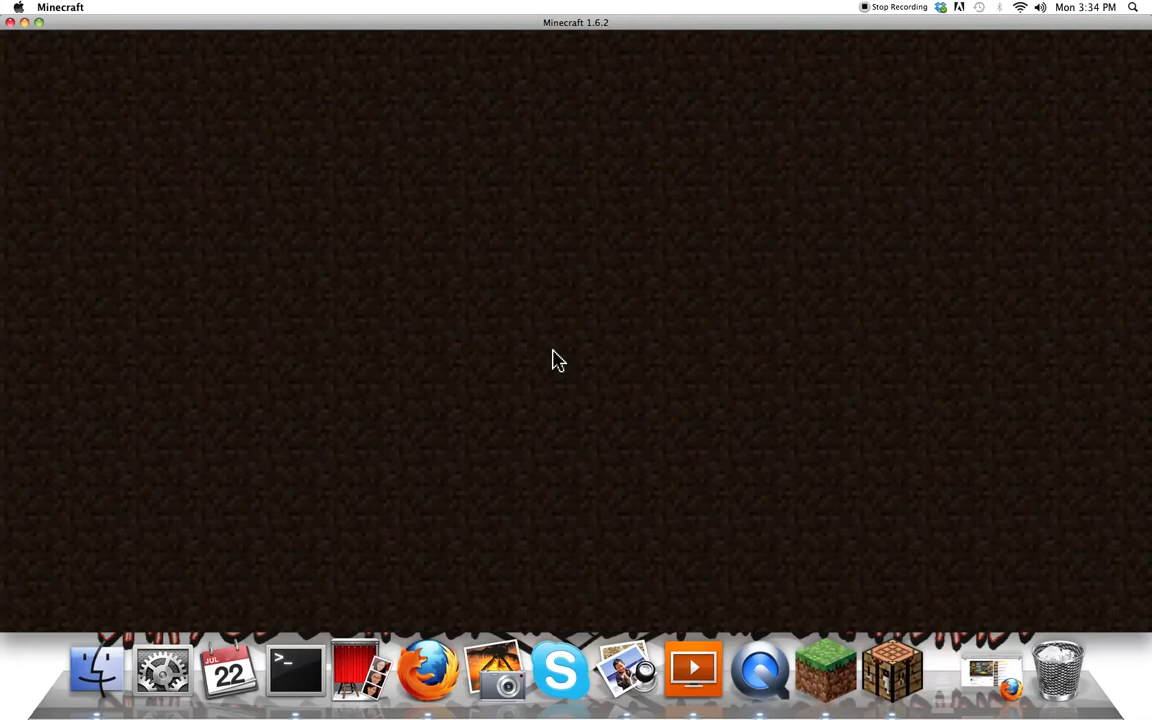 Minecraft
Stop Recording
Mon 3:34 PM
Minecraft 1.6.2
JUL
22
>_
S